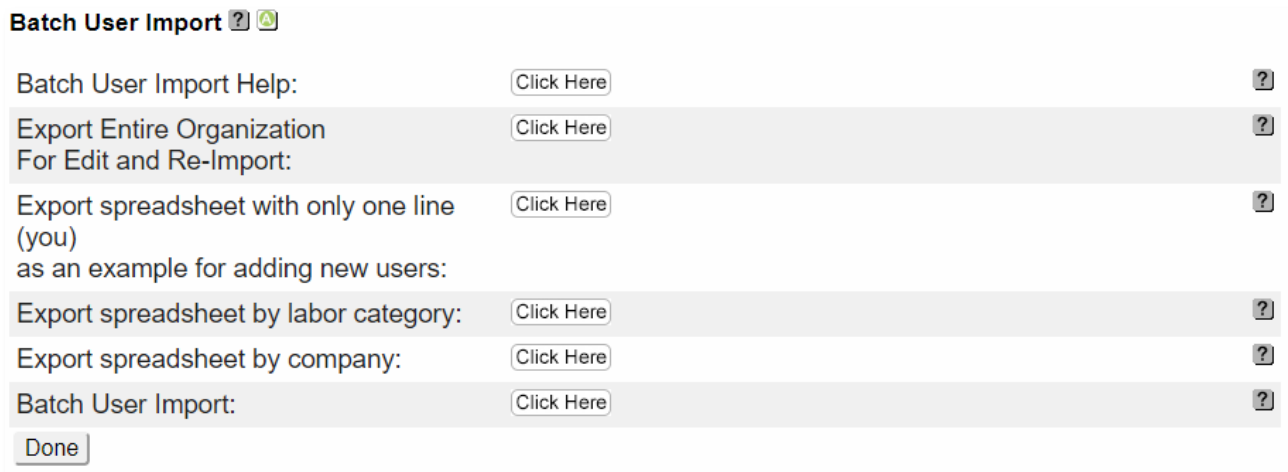 Batch User Import ? A
Batch User Import Help: Click Here ?
Export Entire Organization Click Here ?
For Edit and Re-Import:
Export spreadsheet with only one line Click Here ?
(you)
as an example for adding new users:
Export spreadsheet by labor category: Click Here ?
Export spreadsheet by company: Click Here ?
Batch User Import: Click Here ?
Done